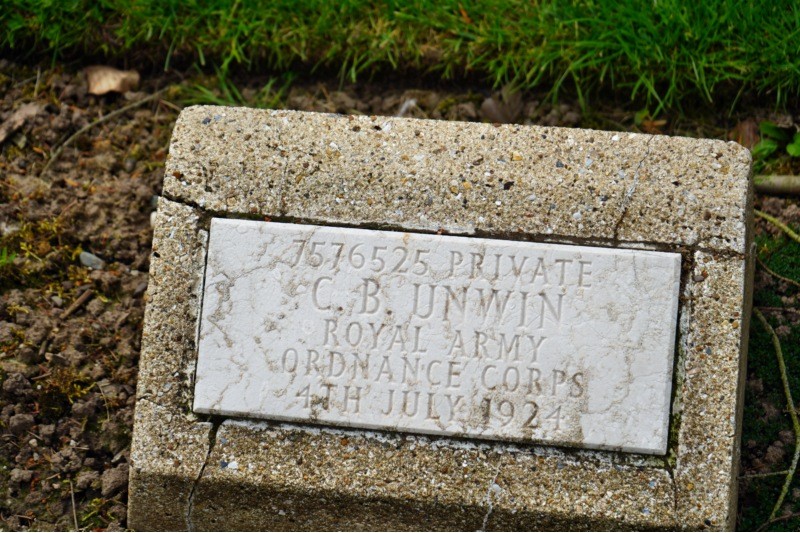 7576525 PRIVATE
C. B. UNWIN
ROYAL ARMY
ORDNANCE CORPS
4TH JULY 1924